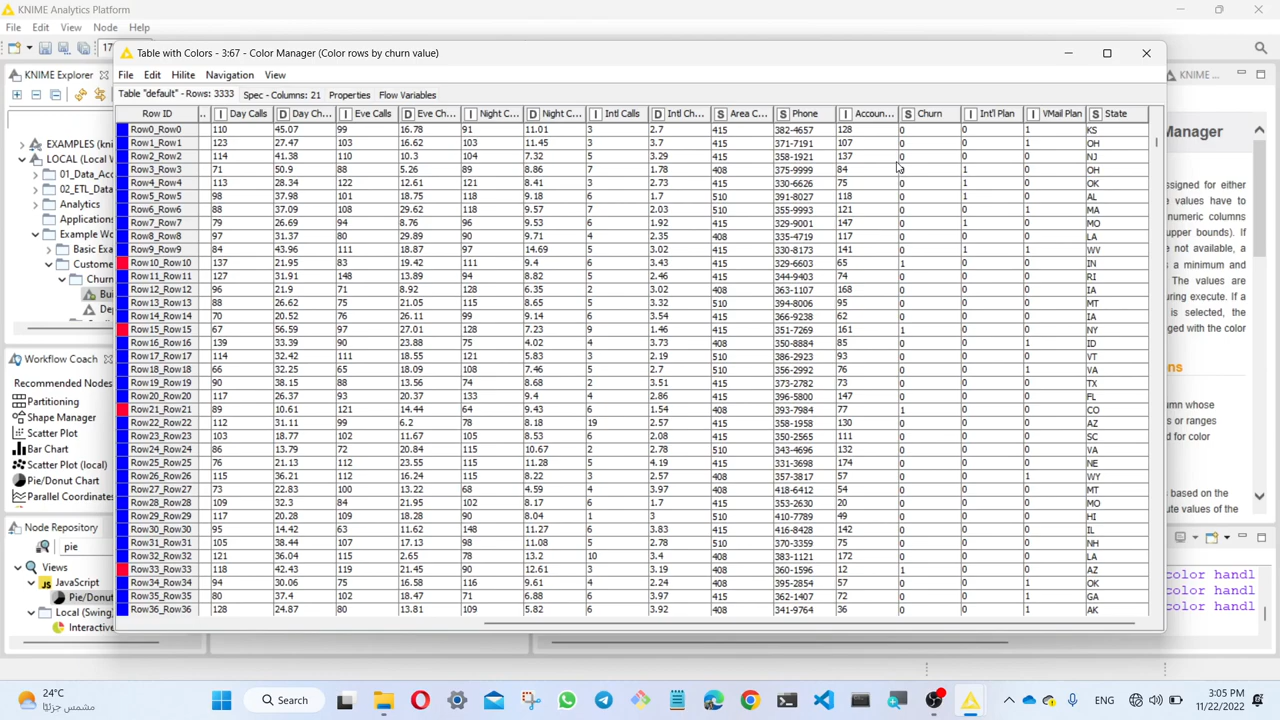 KNIME Analytics Platform
File Edit View Node Help
Table with Colors - 3:67 - Color Manager (Color rows by churn value)
File Edit Hilite Navigation View
Table "default" - Rows: 3333 Spec - Columns: 21 Properties Flow Variables
Row ID Day Calls Day Ch... Eve Calls Eve Ch... Night C... Night C... Intl Calls Intl Ch... Area C... Phone Accoun... Churn Int'l Plan VMail Plan State
Row0_Row0 110 45.07 99 16.78 91 11.01 3 2.7 415 382-4657 128 0 0 1 KS
Row1_Row1 123 27.47 103 16.62 103 11.45 3 3.7 415 371-7191 107 0 0 1 OH
Row2_Row2 114 41.38 110 10.3 104 7.32 5 3.29 415 358-1921 137 0 0 0 NJ
Row3_Row3 71 50.9 88 5.26 89 8.86 7 1.78 408 375-9999 84 0 1 0 OH
Row4_Row4 113 28.34 122 12.61 121 8.41 3 2.73 415 330-6626 75 0 1 0 OK
Row5_Row5 98 37.98 101 18.75 118 9.18 6 1.7 510 391-8027 118 0 1 0 AL
Row6_Row6 88 37.09 108 29.62 118 9.57 7 2.03 510 355-9993 121 0 0 1 MA
Row7_Row7 79 26.69 94 8.76 96 9.53 6 1.92 415 329-9001 147 0 1 0 MO
Row8_Row8 97 31.37 80 29.89 90 9.71 4 2.35 408 335-4719 117 0 0 0 LA
Row9_Row9 84 43.96 111 18.87 97 14.69 5 3.02 415 330-8173 141 0 1 1 WV
Row10_Row10 137 21.95 83 19.42 111 9.4 6 3.43 415 329-6603 65 1 0 0 IN
Row11_Row11 127 31.91 148 13.89 94 8.82 5 2.46 415 344-9403 74 0 0 0 RI
Row12_Row12 96 21.9 71 8.92 128 6.35 2 3.02 408 363-1107 168 0 0 0 IA
Row13_Row13 88 26.62 75 21.05 115 8.65 5 3.32 510 394-8006 95 0 0 0 MT
Row14_Row14 70 20.52 76 26.11 99 9.14 6 3.54 415 366-9238 62 0 0 0 IA
Row15_Row15 67 56.59 97 27.01 128 7.23 9 1.46 415 351-7269 161 1 0 0 NY
Row16_Row16 139 33.39 90 23.88 75 4.02 4 3.73 408 350-8884 85 0 0 1 ID
Row17_Row17 114 32.42 111 18.55 121 5.83 3 2.19 510 386-2923 93 0 0 0 VT
Row18_Row18 66 32.25 65 18.09 108 7.46 5 2.7 510 356-2992 76 0 0 1 VA
Row19_Row19 90 38.15 88 13.56 74 8.68 2 3.51 415 373-2782 73 0 0 0 TX
Row20_Row20 117 26.37 93 20.37 133 9.4 4 2.86 415 396-5800 147 0 0 0 FL
Row21_Row21 89 10.61 121 14.44 64 9.43 6 1.54 408 393-7984 77 1 0 0 CO
Row22_Row22 112 31.11 99 6.2 78 8.18 19 2.57 415 358-1958 130 0 0 0 AZ
Row23_Row23 103 18.77 102 11.67 105 8.53 6 2.08 415 350-2565 111 0 0 0 SC
Row24_Row24 86 13.79 72 20.84 115 10.67 2 2.78 510 343-4696 132 0 0 0 VA
Row25_Row25 76 21.13 112 23.55 115 11.28 5 4.19 415 331-3698 174 0 0 0 NE
Row26_Row26 115 36.25 112 16.24 115 8.22 3 2.57 408 357-3817 57 0 0 1 WY
Row27_Row27 73 22.83 100 13.22 68 4.59 4 3.97 408 418-6412 54 0 0 0 MT
Row28_Row28 109 32.3 84 21.95 102 8.17 6 1.7 415 353-2630 20 0 0 0 MO
Row29_Row29 117 20.28 109 18.28 90 8.04 1 3 510 410-7789 49 0 0 0 HI
Row30_Row30 95 14.42 63 11.62 148 11.27 6 3.83 415 416-8428 142 0 0 0 IL
Row31_Row31 105 38.44 107 17.13 98 11.08 5 2.78 510 370-3359 75 0 0 0 NH
Row32_Row32 121 36.04 115 2.65 78 13.2 10 3.4 408 383-1121 172 0 0 0 LA
Row33_Row33 118 42.43 119 21.45 90 12.61 3 3.19 408 360-1596 12 1 0 0 AZ
Row34_Row34 94 30.06 75 16.58 116 9.61 4 2.24 408 395-2854 57 0 0 1 OK
Row35_Row35 80 37.4 102 18.47 71 6.88 6 3.97 415 362-1407 72 0 0 1 GA
Row36_Row36 128 24.87 80 13.81 109 5.82 6 3.92 408 341-9764 36 0 1 1 AK
KNIME Explorer
EXAMPLES (
LOCAL (Local
01_Data_Acc
02_ETL_Data
Analytics
Application
Example Wo
Basic Exa
Custome
Churn
Bui
De
Workflow Coach
Recommended Nodes
Partitioning
Shape Manager
Scatter Plot
Bar Chart
Scatter Plot (local)
Pie/Donut Chart
Parallel Coordinates
Node Repository
pie
Views
JavaScript
Pie/Donut
Local (Swing)
Interactive
KNIME ...
Manager
ssigned for either
e values have to
numeric columns
upper bounds). If
e not available, a
s a minimum and
The values are
uring execute. If a
is selected, the
nged with the color
ns
mn whose
s or ranges
d for color
s based on the
ute values of the
color handl
color handl
color handl
24°C
مشمس جزئيًا
Search
ENG
3:05 PM
11/22/2022